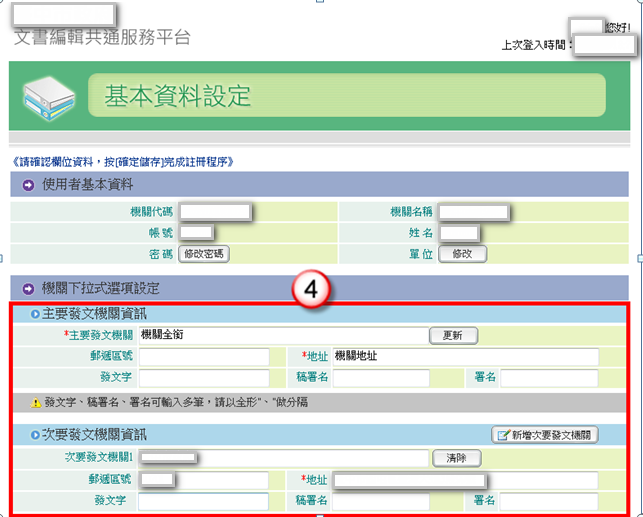 您好!
文書編輯共通服務平台
上次登入時間：
基本資料設定
《請確認欄位資料，按[確定儲存]完成註冊程序》
使用者基本資料
機關代碼 機關名稱
帳號 姓名
密碼 修改密碼 單位 修改
機關下拉式選項設定
4
主要發文機關資訊
*主要發文機關 機關全銜 更新
郵遞區號 *地址 機關地址
發文字 稿署名 署名
發文字、稿署名、署名可輸入多筆，請以全形"、"做分隔
次要發文機關資訊 新增次要發文機關
次要發文機關1 清除
郵遞區號 *地址
發文字 稿署名 署名